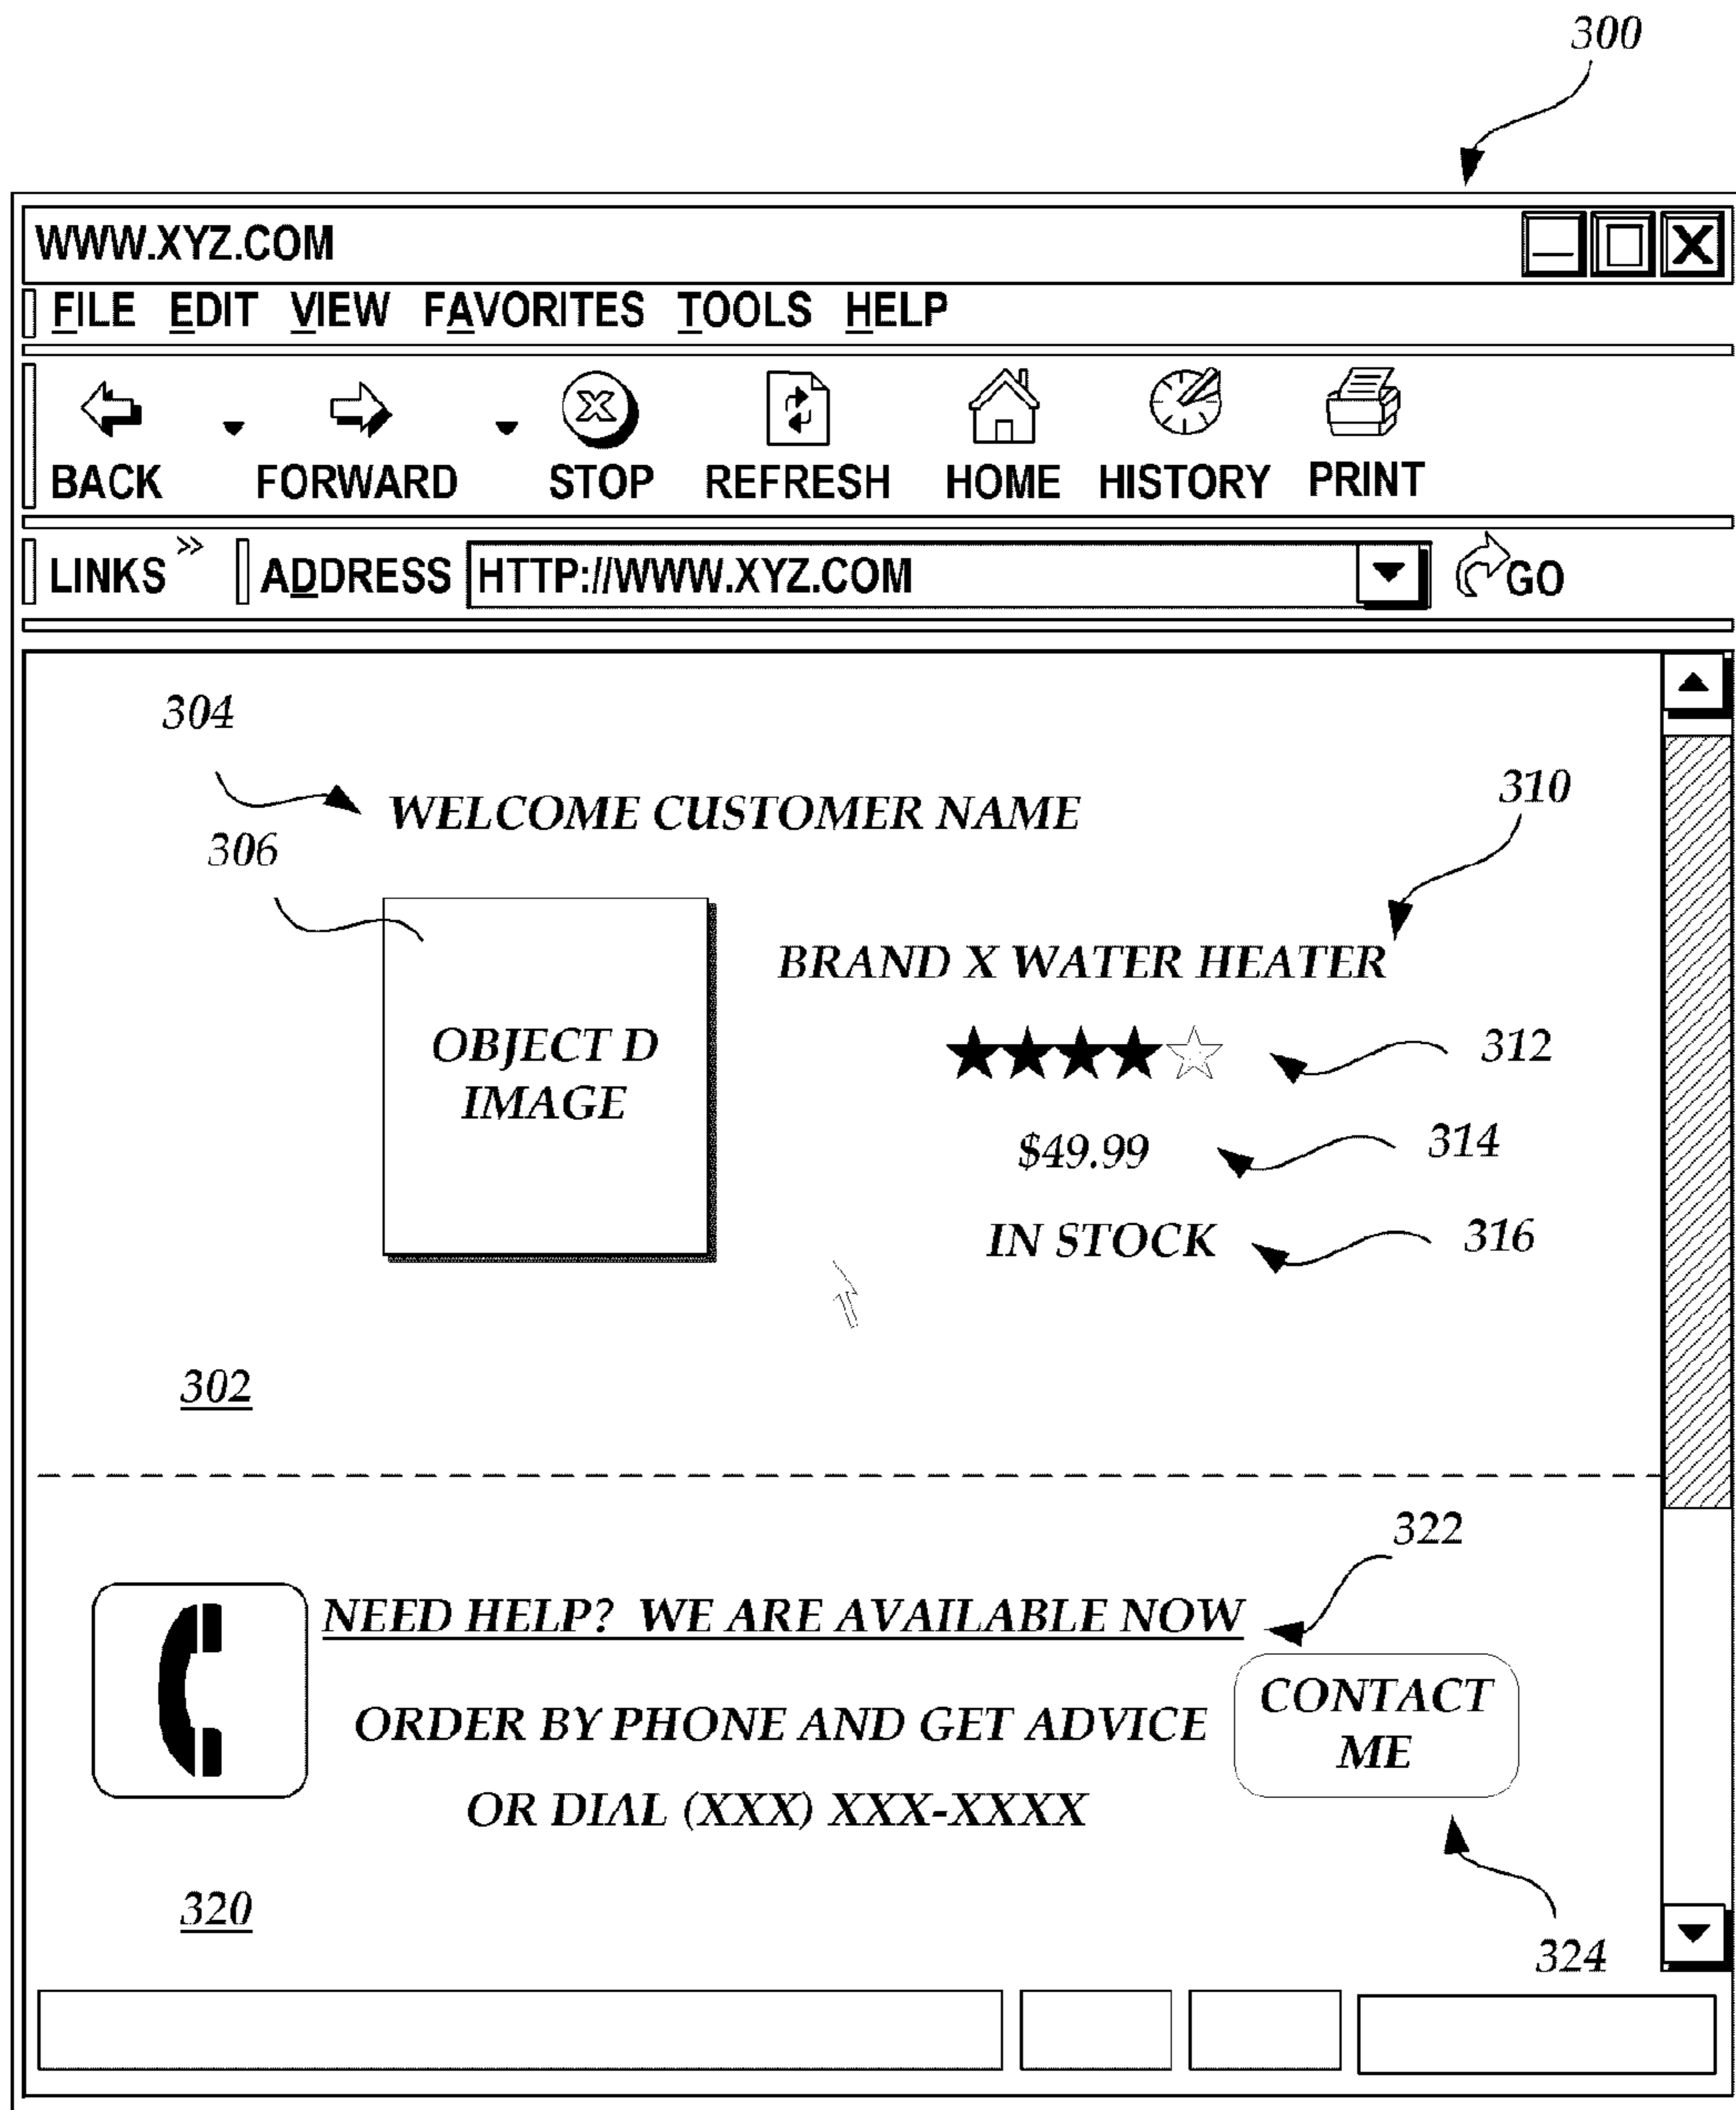 300
WWW.XYZ.COM
FILE EDIT VIEW FAVORITES TOOLS HELP
BACK FORWARD STOP REFRESH HOME HISTORY PRINT
LINKS » ADDRESS HTTP://WWW.XYZ.COM GO
304
310
WELCOME CUSTOMER NAME
306
BRAND X WATER HEATER
OBJECT D
IMAGE
312
$49.99 314
IN STOCK 316
302
322
NEED HELP? WE ARE AVAILABLE NOW
CONTACT
ME
ORDER BY PHONE AND GET ADVICE
OR DIAL (XXX) XXX-XXXX
320
324